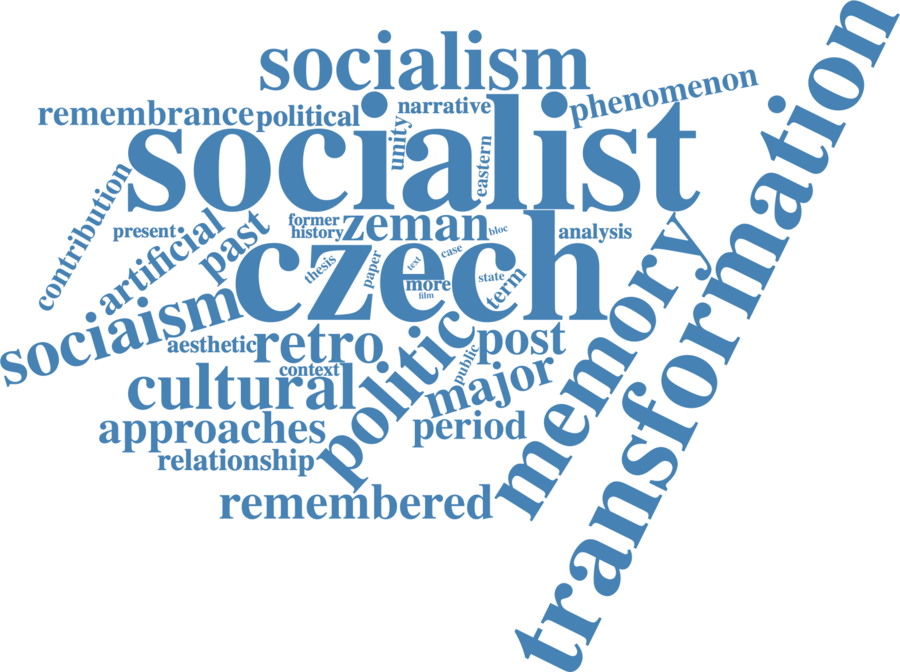 socialism
phenomenon
remembrance
political
narrative
transformation
socialist
unity
eastern
contribution
present
artificial
past
former
history
zeman
bloc
analysis
czech
thesis
paper
text
case
more
film
state
term
memory
sociaism
aesthetic
retro
context
politic
public
post
cultural
major
approaches
period
relationship
remembered